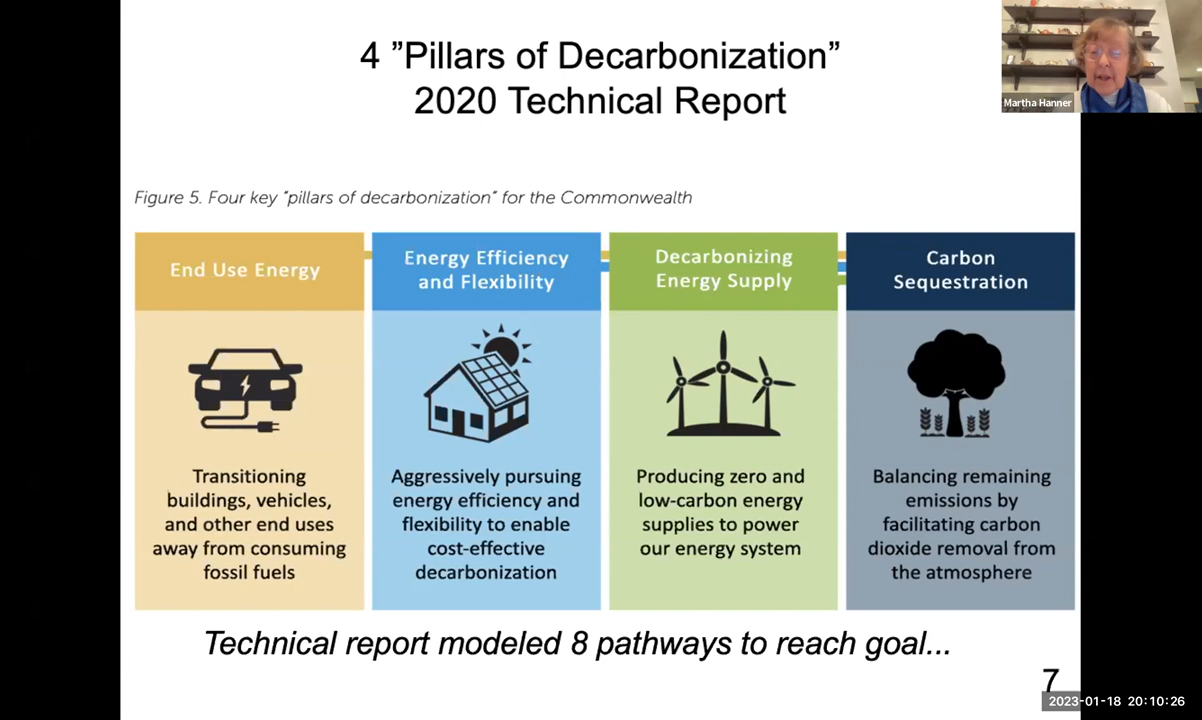 4 ”Pillars of Decarbonization”
2020 Technical Report
Martha Hanner
Figure 5. Four key “pillars of decarbonization” for the Commonwealth
End Use Energy
Transitioning
buildings, vehicles,
and other end uses
away from consuming
fossil fuels
Energy Efficiency
and Flexibility
Aggressively pursuing
energy efficiency and
flexibility to enable
cost-effective
decarbonization
Decarbonizing
Energy Supply
Producing zero and
low-carbon energy
supplies to power
our energy system
Carbon
Sequestration
Balancing remaining
emissions by
facilitating carbon
dioxide removal from
the atmosphere
Technical report modeled 8 pathways to reach goal...
7
2023-01-18 20:10:26